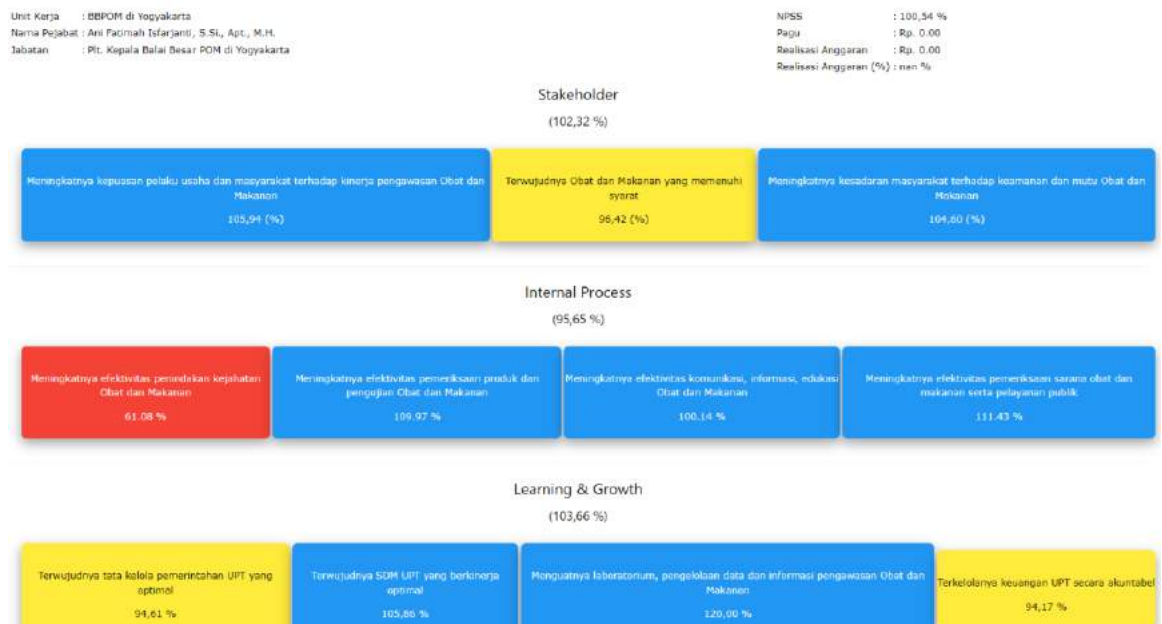 Unit Kerja : BBPOM di Yogyakarta
Nama Pejabat : Ani Fatimah Isfarjanti, S.Si., Apt., M.H.
Jabatan : Plt. Kepala Balai Besar POM di Yogyakarta
NPSS : 100,54 %
Pagu : Rp. 0.00
Realisasi Anggaran : Rp. 0.00
Realisasi Anggaran (%) : nan %
Stakeholder
(102,32 %)
Meningkatnya kepuasan pelaku usaha dan masyarakat terhadap kinerja pengawasan Obat dan
Makanan
105,94 (%)
Terwujudnya Obat dan Makanan yang memenuhi
syarat
96,42 (%)
Meningkatnya kesadaran masyarakat terhadap keamanan dan mutu Obat dan
Makanan
104,60 (%)
Internal Process
(95,65 %)
Meningkatnya efektivitas penindakan kejahatan
Obat dan Makanan
61.08 %
Meningkatnya efektivitas pemeriksaan produk dan
pengujian Obat dan Makanan
109.97 %
Meningkatnya efektivitas komunikasi, informasi, edukasi
Obat dan Makanan
100.14 %
Meningkatnya efektivitas pemeriksaan sarana obat dan
makanan serta pelayanan publik
111.43 %
Learning & Growth
(103,66 %)
Terwujudnya tata kelola pemerintahan UPT yang
optimal
94,61 %
Terwujudnya SDM UPT yang berkinerja
optimal
105,86 %
Menguatnya laboratorium, pengelolaan data dan informasi pengawasan Obat dan
Makanan
120,00 %
Terkelolanya keuangan UPT secara akuntabel
94,17 %